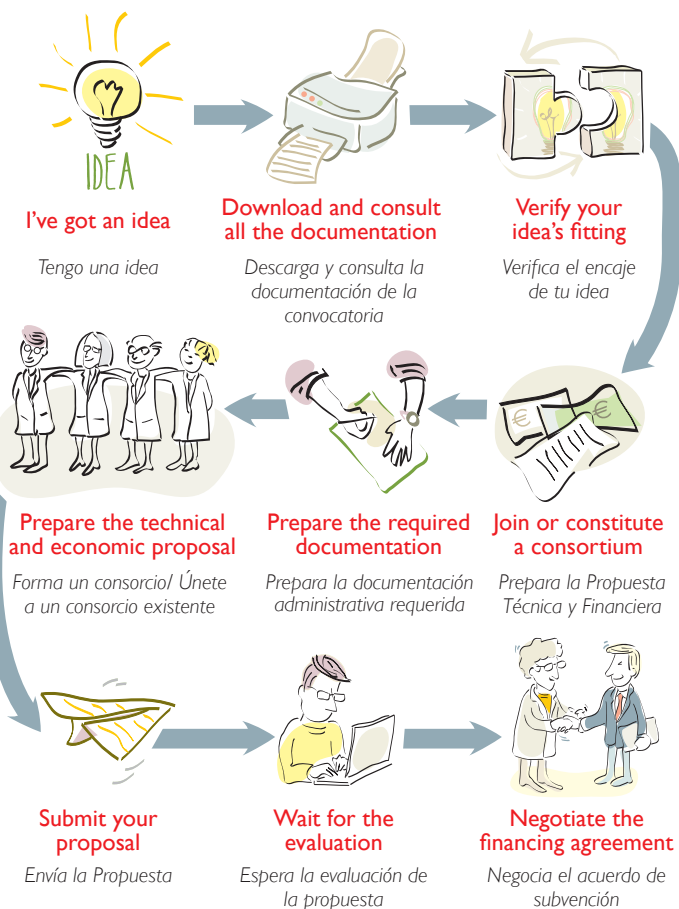 IDEA
I've got an idea
Tengo una idea
Download and consult
all the documentation
Descarga y consulta la
documentación de la
convocatoria
Verify your
idea's fitting
Verifica el encaje
de tu idea
€
€
Prepare the technical
and economic proposal
Forma un consorcio/ Únete
a un consorcio existente
Prepare the required
documentation
Prepara la documentación
administrativa requerida
Join or constitute
a consortium
Prepara la Propuesta
Técnica y Financiera
Submit your
proposal
Envía la Propuesta
Wait for the
evaluation
Espera la evaluación de
la propuesta
Negotiate the
financing agreement
Negocia el acuerdo de
subvención